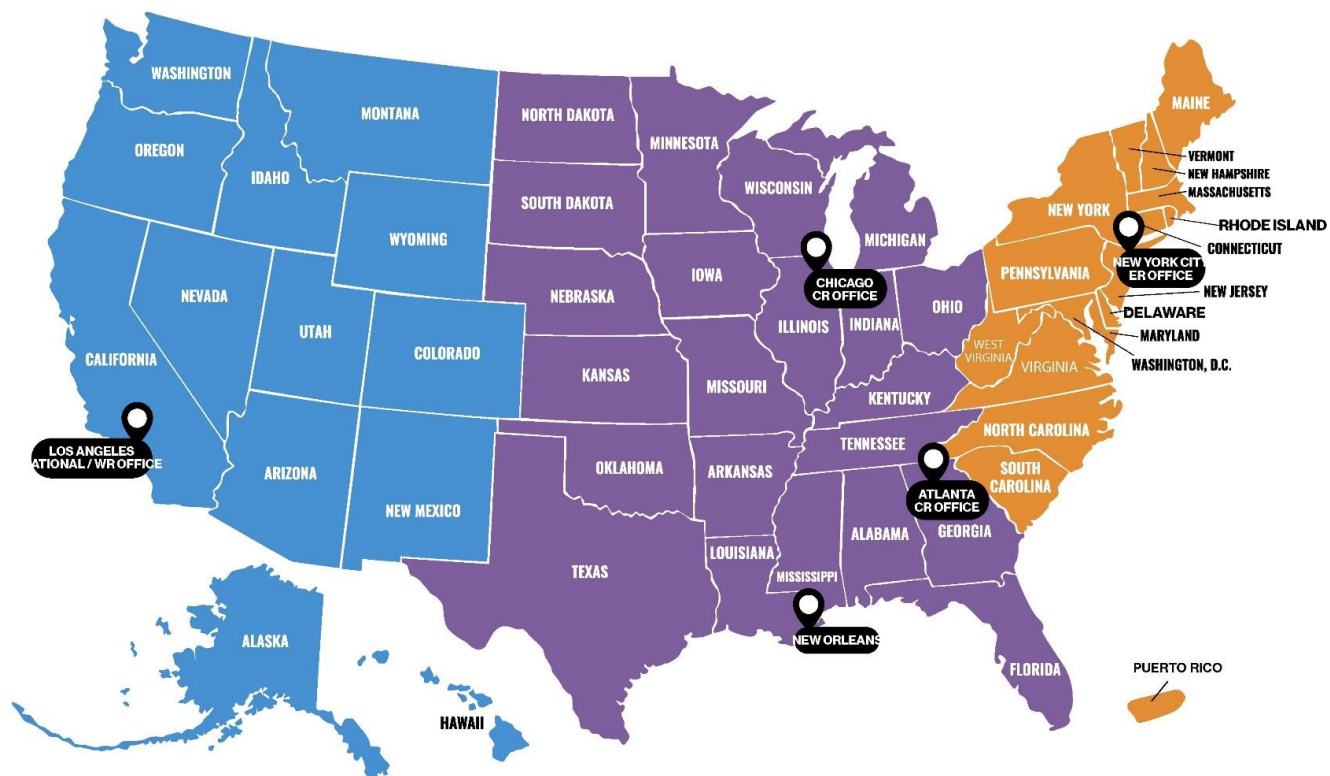 WASHINGTON
MONTANA
NORTH DAKOTA
MINNESOTA
MAINE
OREGON
IDAHO
WISCONSIN
VERMONT
NEW HAMPSHIRE
MASSACHUSETTS
SOUTH DAKOTA
NEW YORK
RHODE ISLAND
WYOMING
MICHIGAN
CONNECTICUT
NEW YORK CIT
ER OFFICE
IOWA
CHICAGO
CR OFFICE
PENNSYLVANIA
NEVADA
NEBRASKA
NEW JERSEY
OHIO
DELAWARE
UTAH
ILLINOIS
INDIANA
MARYLAND
CALIFORNIA
COLORADO
WEST
VIRGINIA
WASHINGTON, D.C.
VIRGINIA
KANSAS
MISSOURI
KENTUCKY
NORTH CAROLINA
TENNESSEE
LOS ANGELES
ATIONAL / WR OFFICE
ARIZONA
OKLAHOMA
ARKANSAS
SOUTH
CAROLINA
ATLANTA
CR OFFICE
NEW MEXICO
ALABAMA
GEORGIA
LOUISIANA
TEXAS
MISSISSIPPI
NEW ORLEANS
ALASKA
FLORIDA
PUERTO RICO
HAWAII